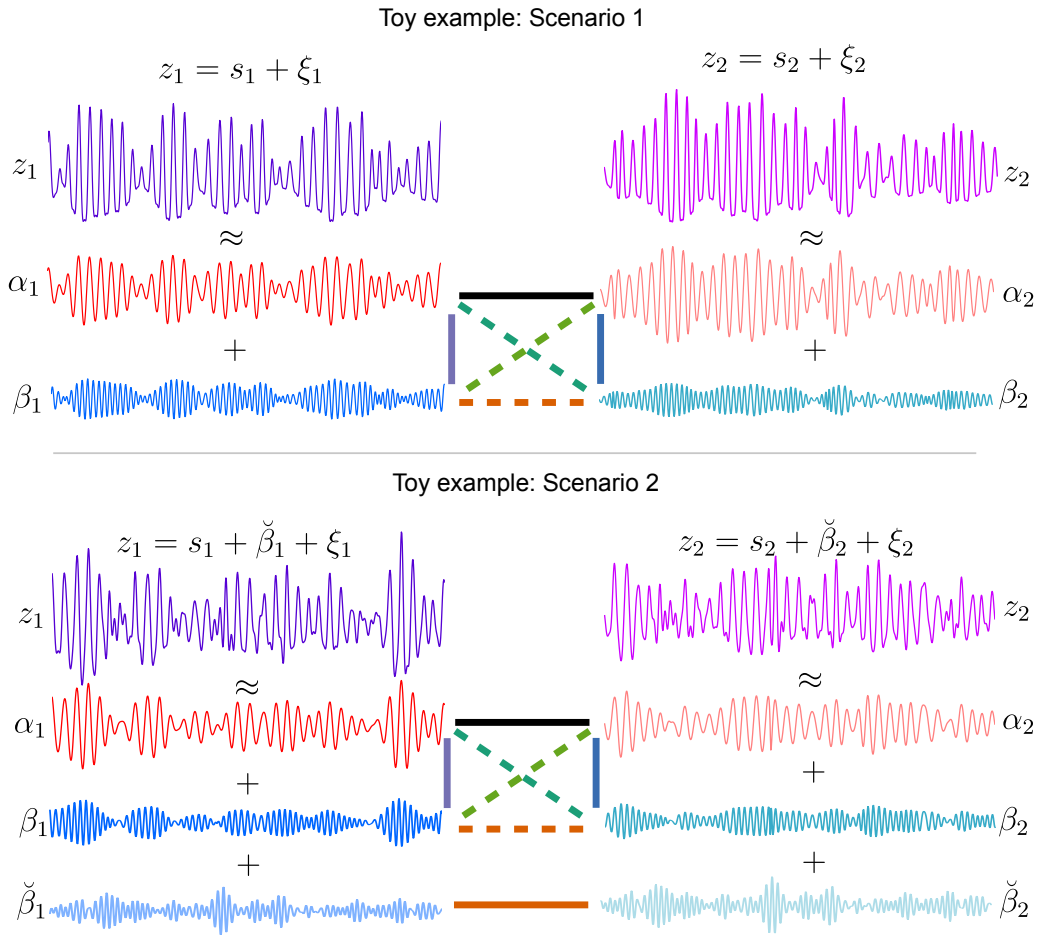 Toy example: Scenario 1
z₁ = s₁ + ξ₁
z₂ = s₂ + ξ₂
z₁
z₂
≈
≈
α₁
α₂
+
+
β₁
β₂
Toy example: Scenario 2
z₁ = s₁ + β̆₁ + ξ₁
z₂ = s₂ + β̆₂ + ξ₂
z₁
z₂
≈
≈
α₁
α₂
+
+
β₁
β₂
+
+
β̆₁
β̆₂